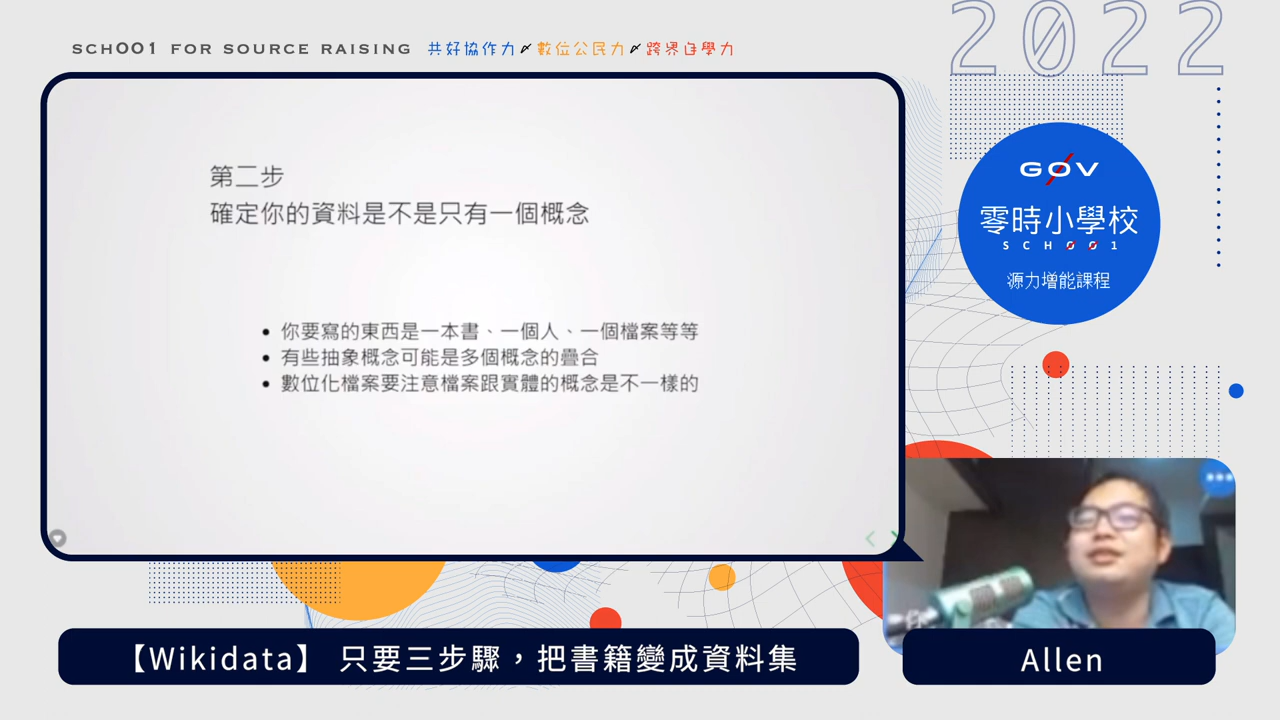 SCHOO1 FOR SOURCE RAISING 共好協作力 數位公民力 跨界自學力
2022
第二步
確定你的資料是不是只有一個概念
• 你要寫的東西是一本書、一個人、一個檔案等等
• 有些抽象概念可能是多個概念的疊合
• 數位化檔案要注意檔案跟實體的概念是不一樣的
GOV
零時小學校
SCHOO1
源力增能課程
【Wikidata】 只要三步驟，把書籍變成資料集
Allen